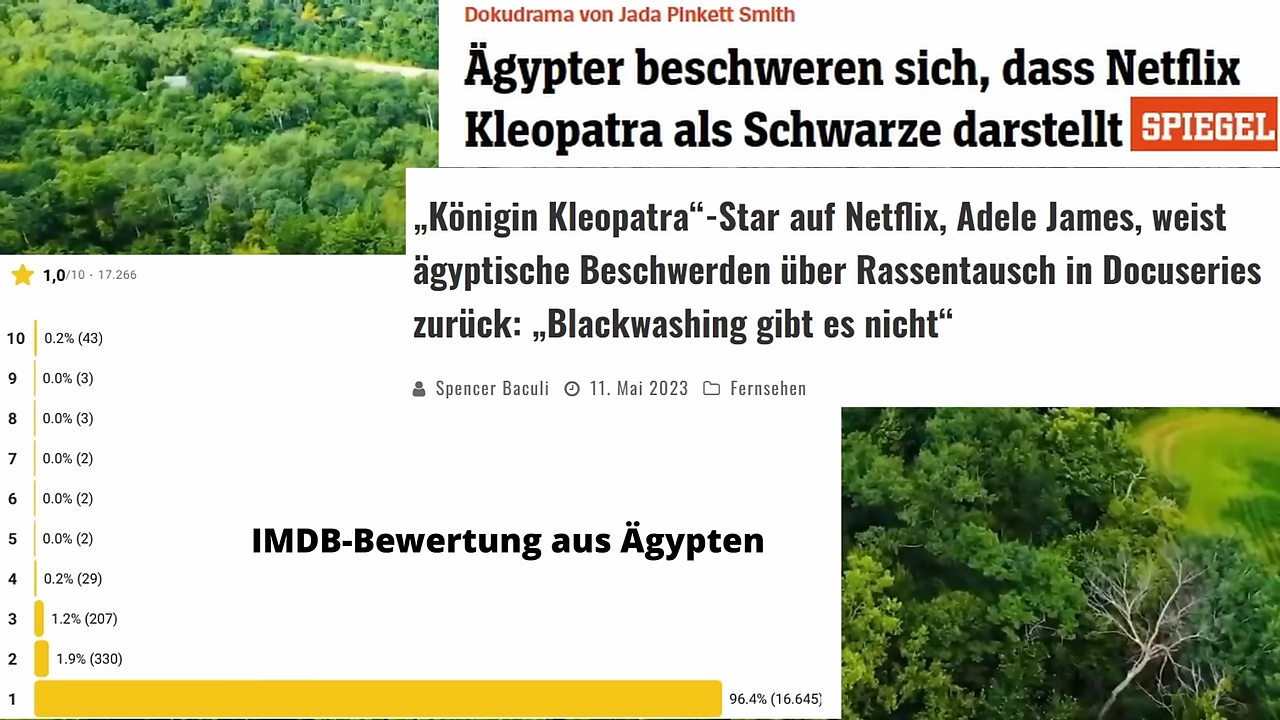 Dokudrama von Jada Pinkett Smith
Ägypter beschweren sich, dass Netflix
Kleopatra als Schwarze darstellt SPIEGEL
„Königin Kleopatra“-Star auf Netflix, Adele James, weist
ägyptische Beschwerden über Rassentausch in Docuseries
zurück: „Blackwashing gibt es nicht“
Spencer Baculi 11. Mai 2023 Fernsehen
1,0/10 · 17.266
10 0.2% (43)
9 0.0% (3)
8 0.0% (3)
7 0.0% (2)
6 0.0% (2)
5 0.0% (2)
IMDB-Bewertung aus Ägypten
4 0.2% (29)
3 1.2% (207)
2 1.9% (330)
1 96.4% (16.645)